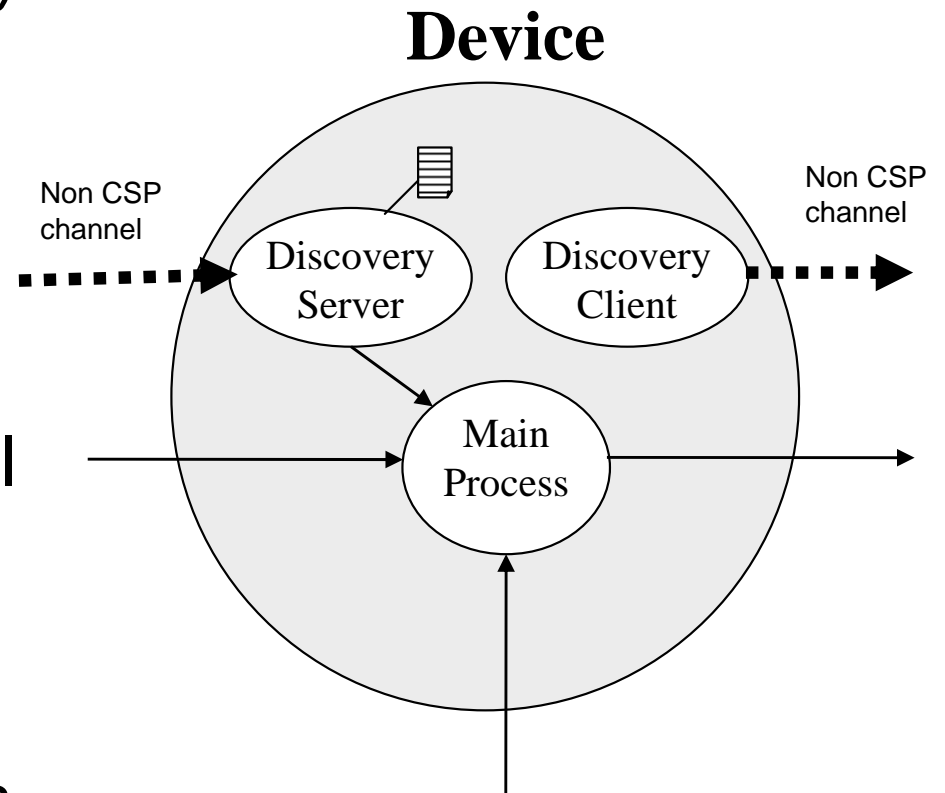 Device
Non CSP
channel
Non CSP
channel
Discovery
Server
Discovery
Client
Main
Process